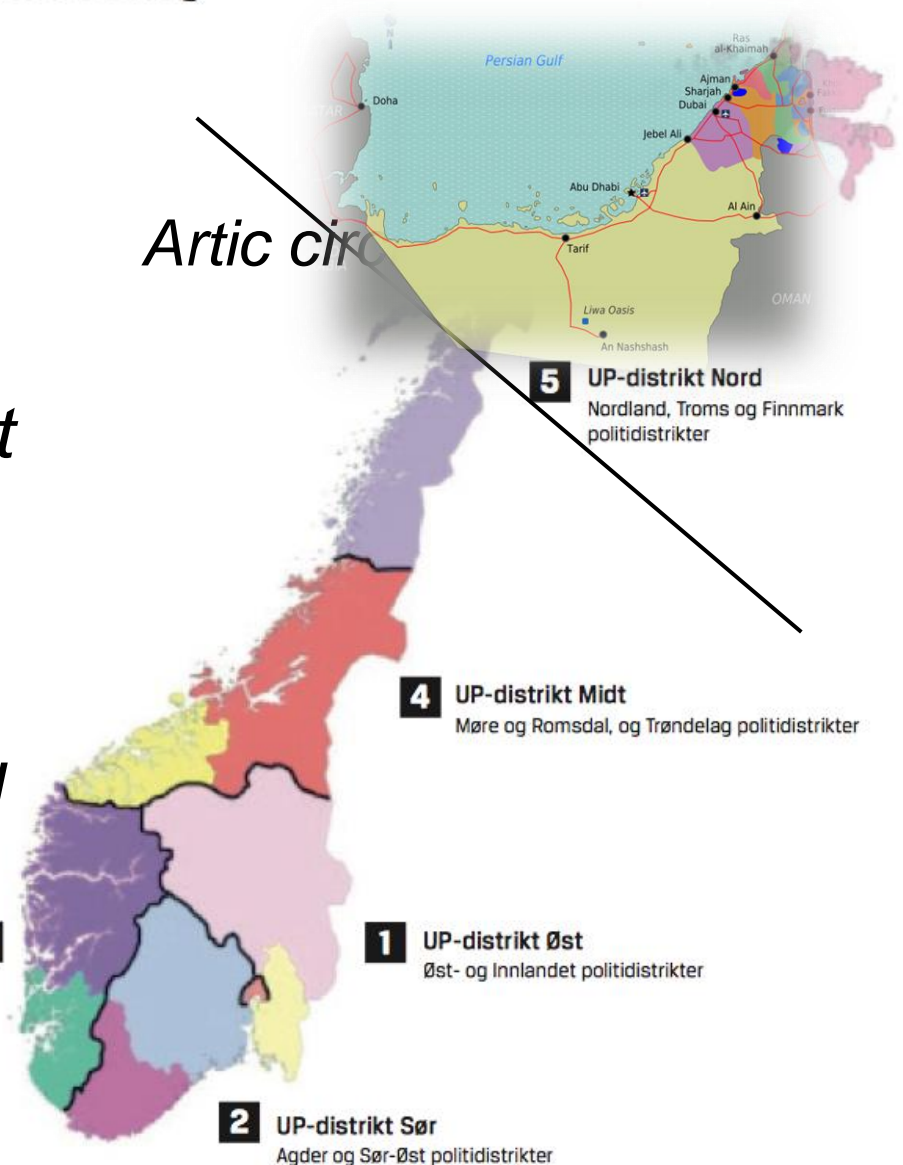 N
Persian Gulf
Ras
al-Khaimah
Ajman
Sharjah
Dubai
Doha
Jebel Ali
Abu Dhabi
Al Ain
Tarif
Liwa Oasis
OMAN
An Nashshash
Artic circ
t
5 UP-distrikt Nord
Nordland, Troms og Finnmark
politidistrikter
4 UP-distrikt Midt
Møre og Romsdal, og Trøndelag politidistrikter
1 UP-distrikt Øst
Øst- og Innlandet politidistrikter
2 UP-distrikt Sør
Agder og Sør-Øst politidistrikter